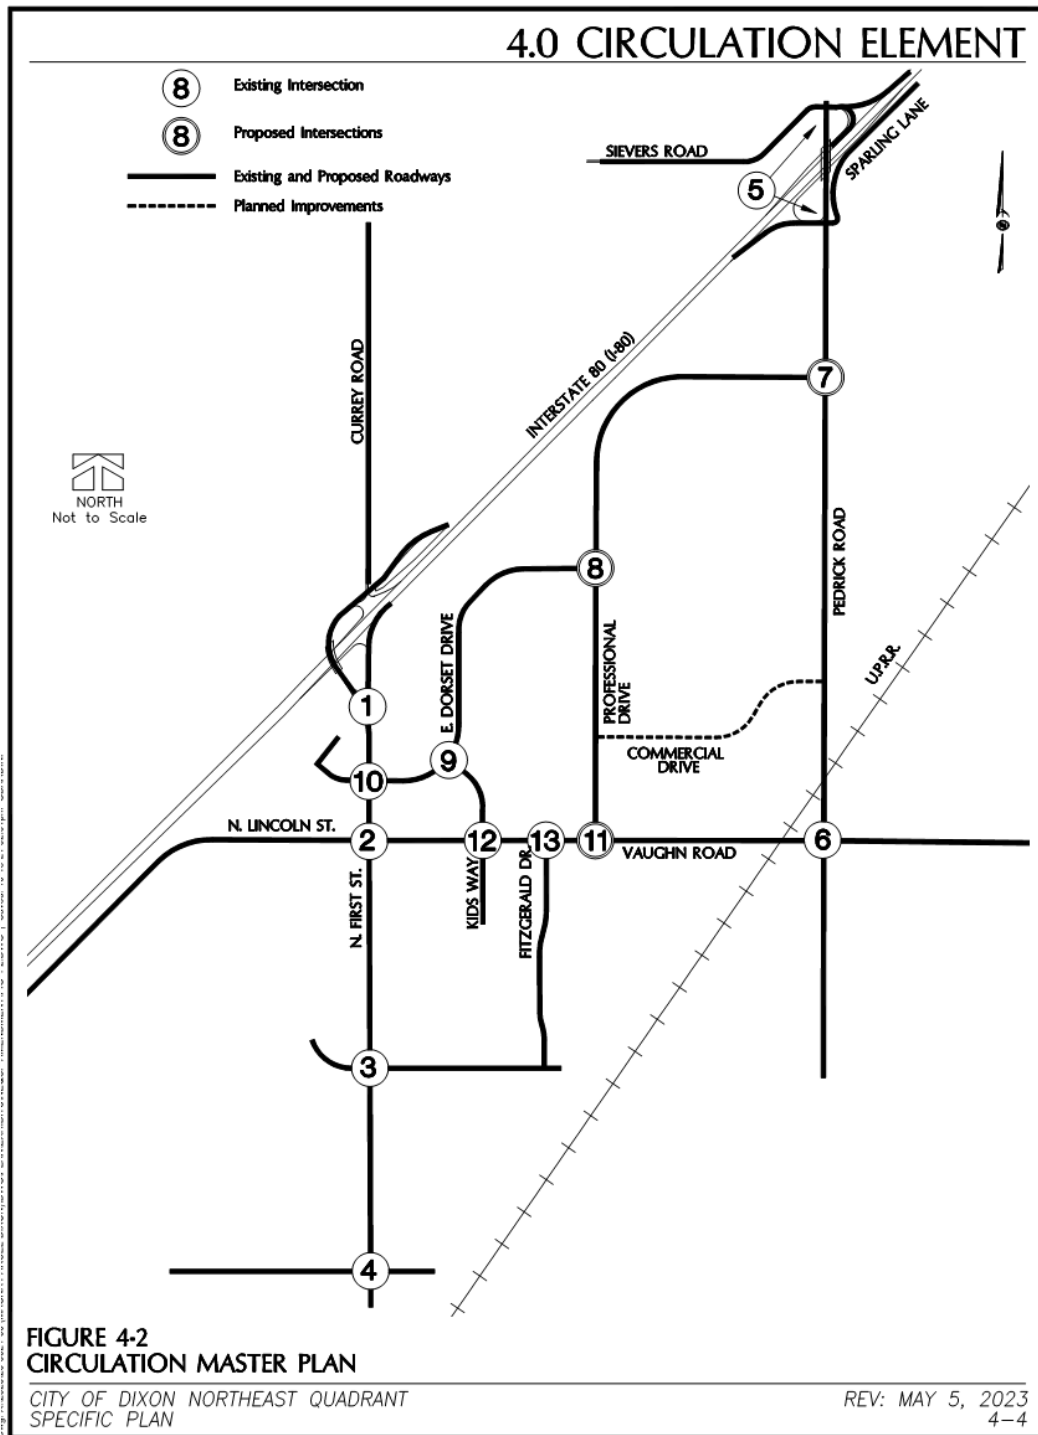 4.0 CIRCULATION ELEMENT
8 Existing Intersection
8 Proposed Intersections
Existing and Proposed Roadways
Planned Improvements
SIEVERS ROAD
SPARLING LANE
5
CURREY ROAD
INTERSTATE 80 (I-80)
7
NORTH
Not to Scale
PEDRICK ROAD
8
E. DORSET DRIVE
PROFESSIONAL
DRIVE
U.P.R.R.
1
9
COMMERCIAL
DRIVE
10
N. LINCOLN ST.
2
12
13
11
VAUGHN ROAD
6
N. FIRST ST.
KIDS WAY
FITZGERALD DR.
3
4
FIGURE 4-2
CIRCULATION MASTER PLAN
CITY OF DIXON NORTHEAST QUADRANT
SPECIFIC PLAN
REV: MAY 5, 2023
4-4